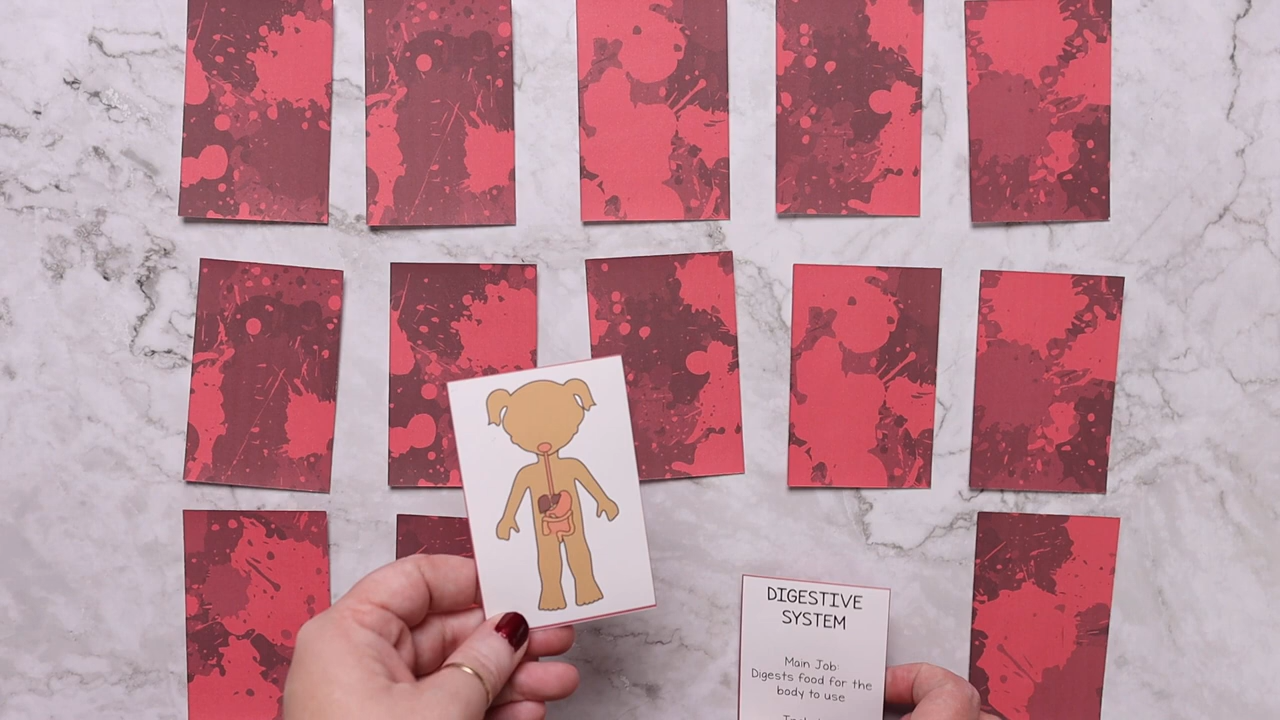 DIGESTIVE
SYSTEM
Main Job:
Digests food for the
body to use